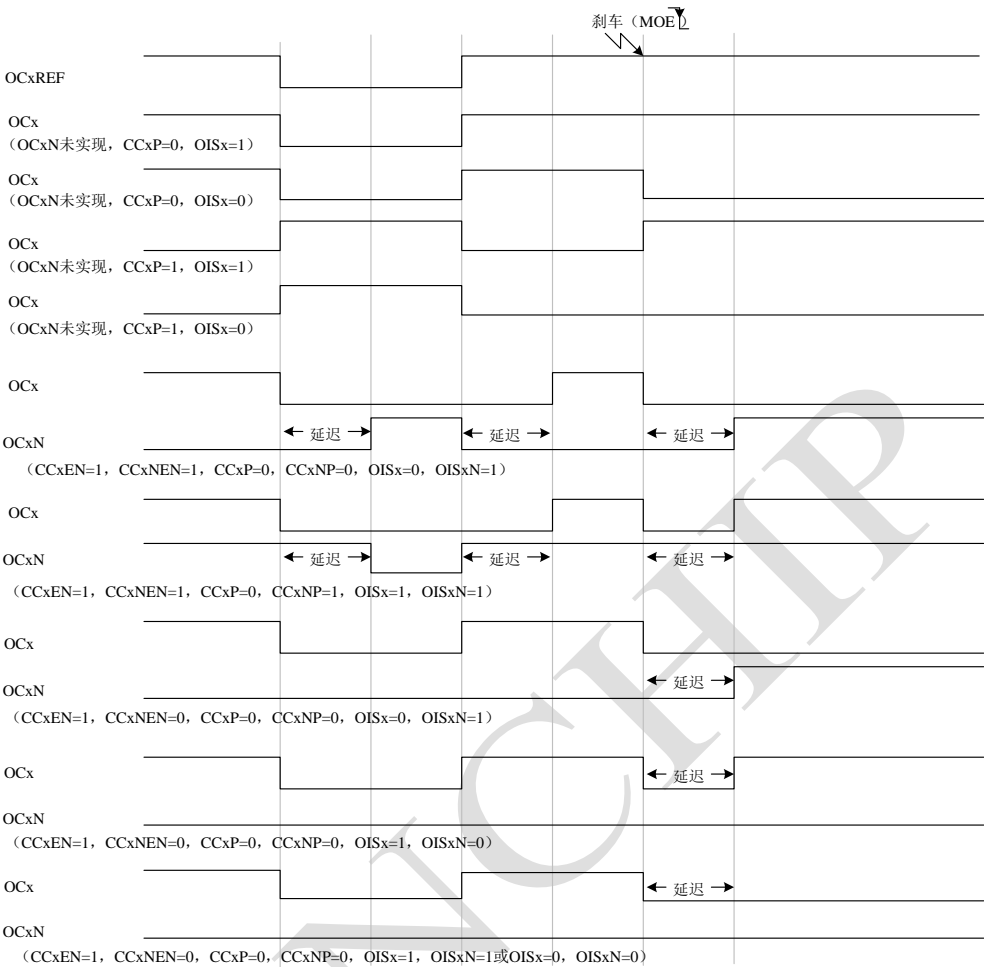 刹车（MOE）
OCxREF
OCx
（OCxN未实现，CCxP=0，OISx=1）
OCx
（OCxN未实现，CCxP=0，OISx=0）
OCx
（OCxN未实现，CCxP=1，OISx=1）
OCx
（OCxN未实现，CCxP=1，OISx=0）
OCx
OCxN 延迟 延迟 延迟
（CCxEN=1，CCxNEN=1，CCxP=0，CCxNP=0，OISx=0，OISxN=1）
OCx
OCxN 延迟 延迟 延迟
（CCxEN=1，CCxNEN=1，CCxP=0，CCxNP=1，OISx=1，OISxN=1）
OCx
OCxN 延迟
（CCxEN=1，CCxNEN=0，CCxP=0，CCxNP=0，OISx=0，OISxN=1）
OCx 延迟
OCxN
（CCxEN=1，CCxNEN=0，CCxP=0，CCxNP=0，OISx=1，OISxN=0）
OCx 延迟
OCxN
（CCxEN=1，CCxNEN=0，CCxP=0，CCxNP=0，OISx=1，OISxN=1或OISx=0，OISxN=0）
NCHIP